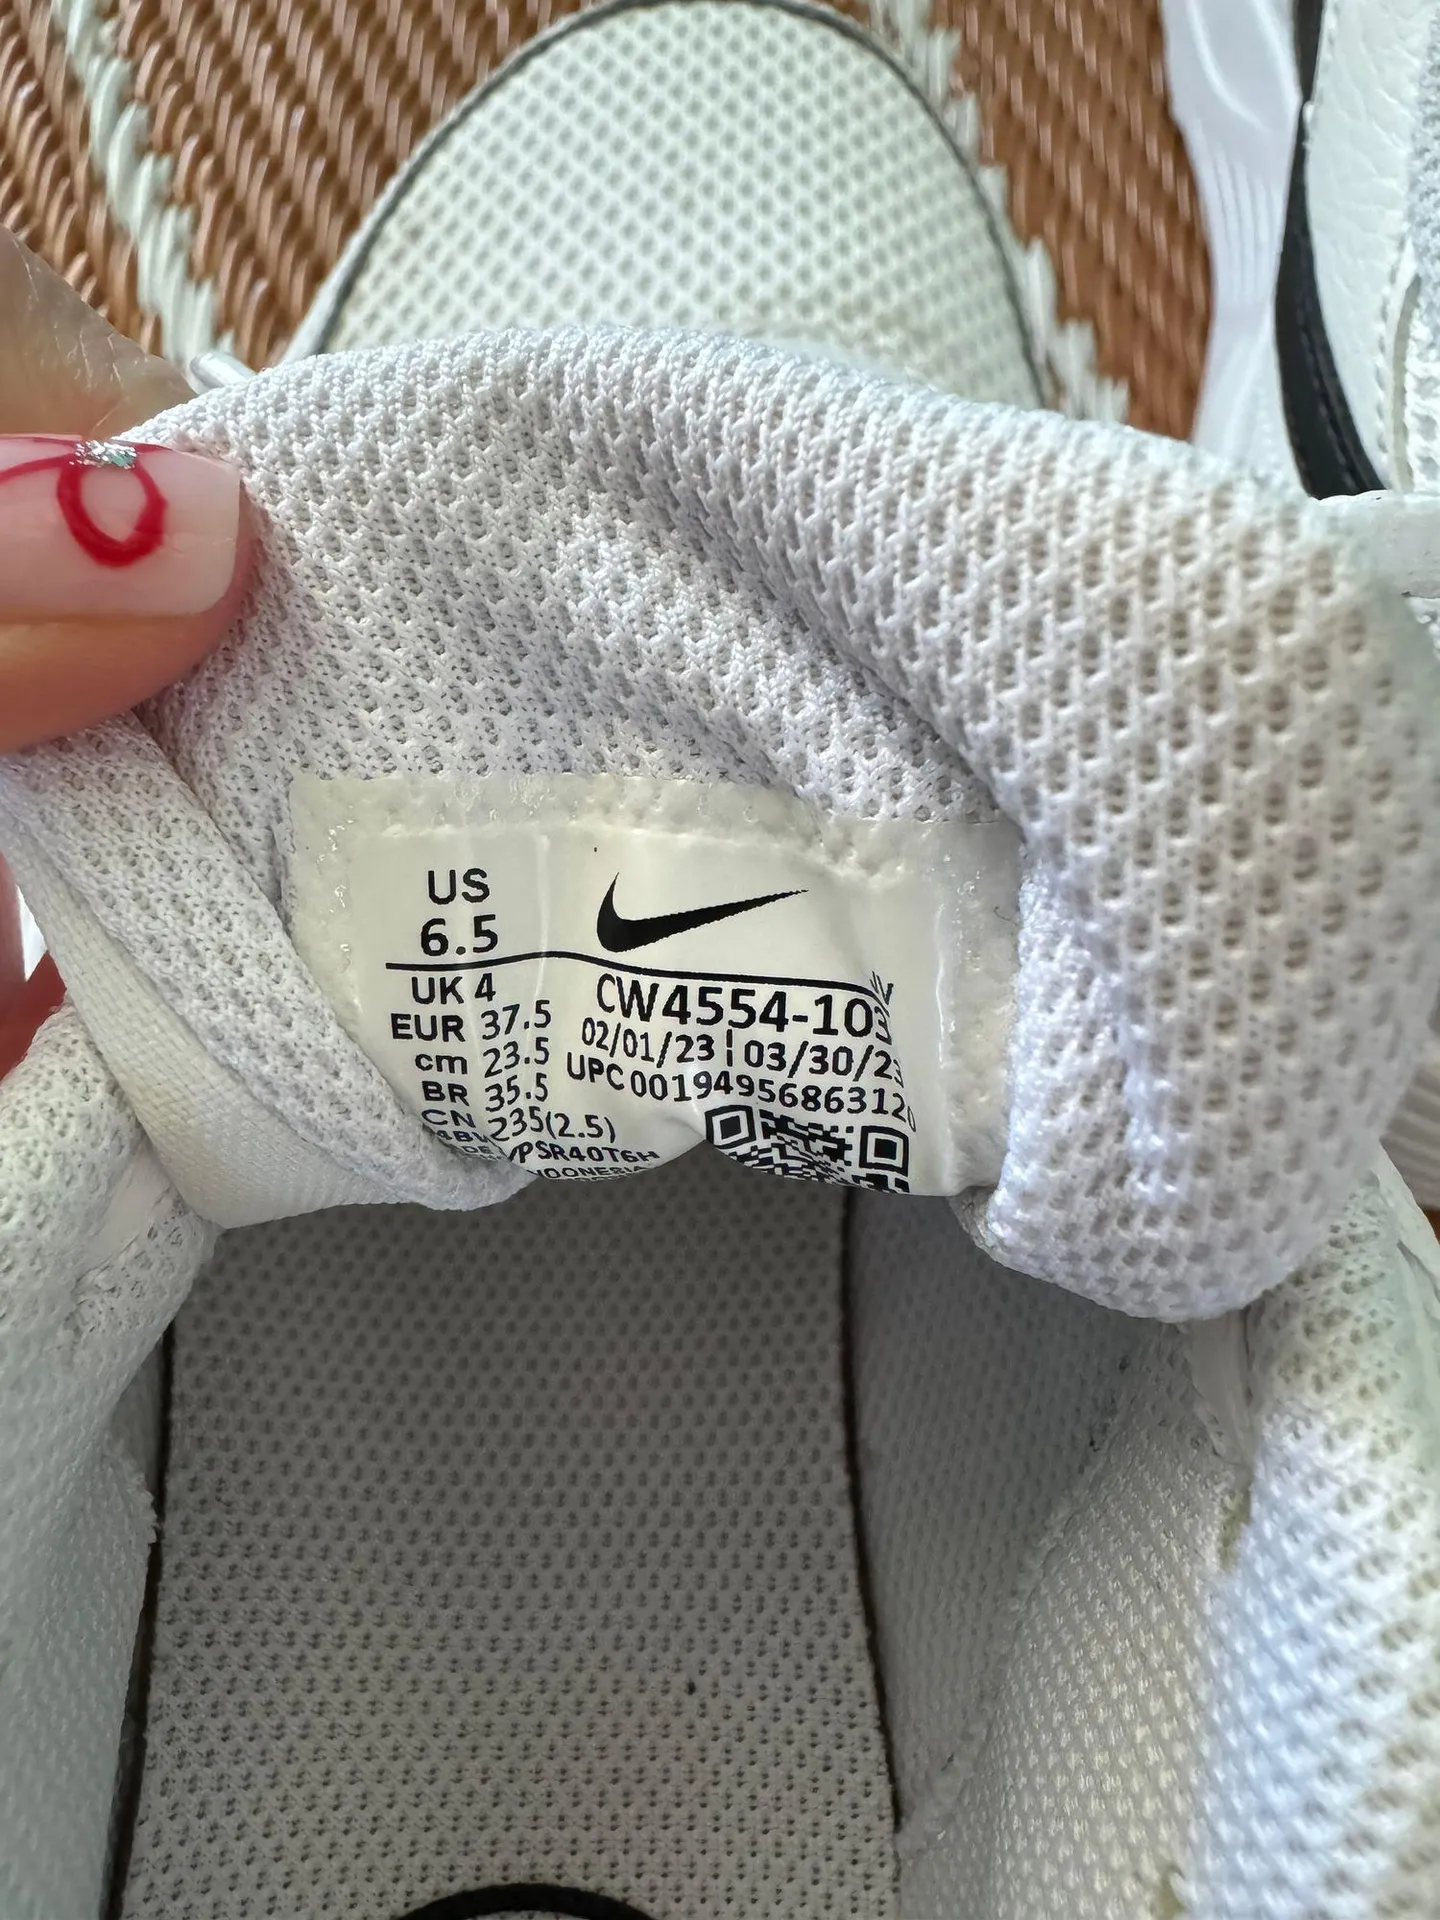 US
6.5
UK 4
EUR 37.5
cm 23.5
BR 35.5
CN 235(2.5)
CW4554-10
02/01/23 | 03/30/2
UPC 0019495686312